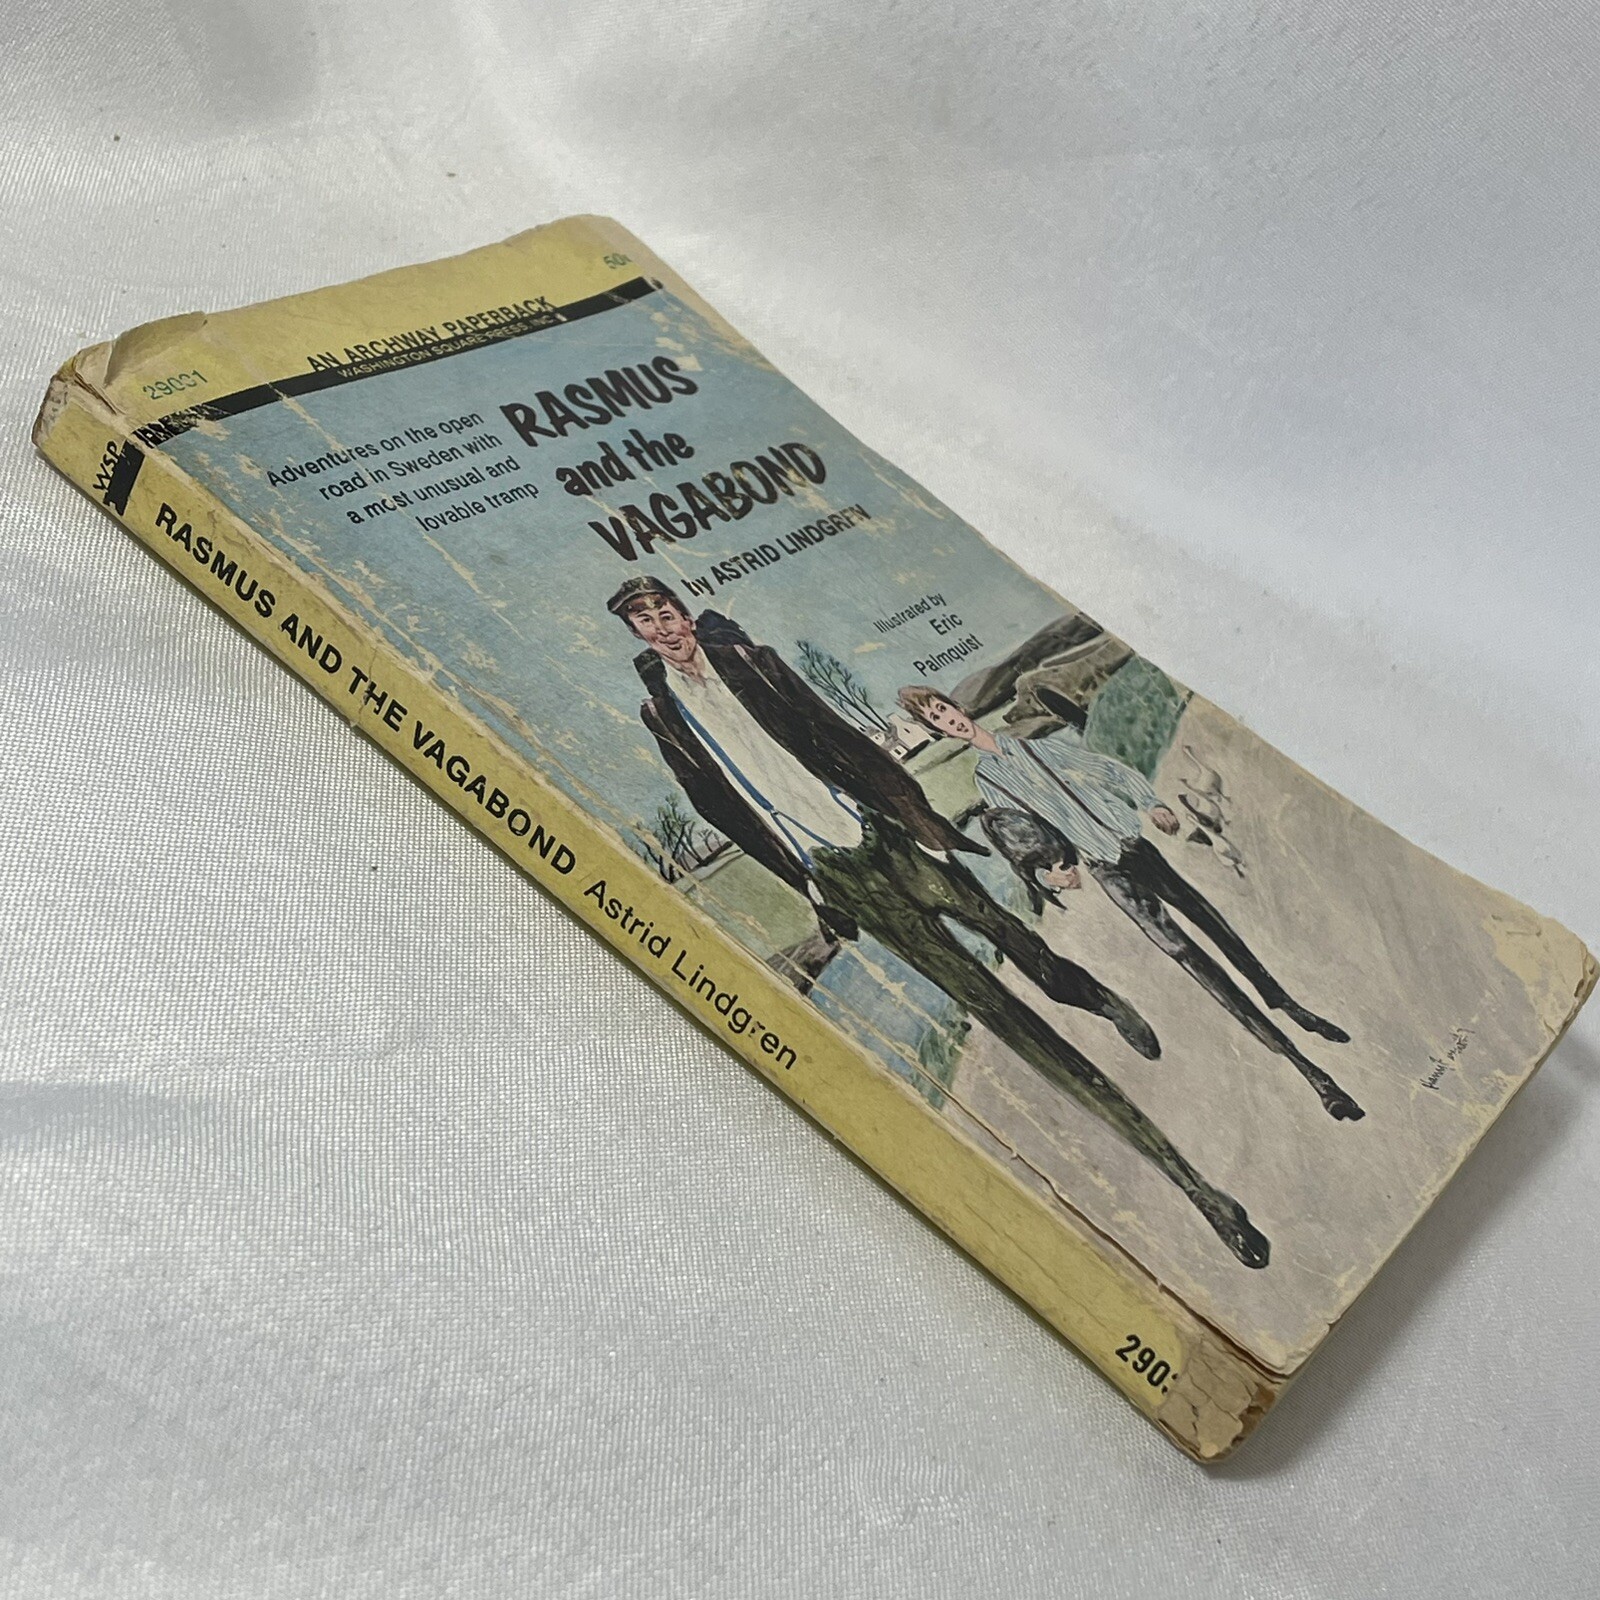 50¢
AN ARCHWAY PAPERBACK
WASHINGTON SQUARE PRESS, INC.
29031
Adventures on the open
road in Sweden with
a most unusual and
lovable tramp
RASMUS
and the
VAGABOND
by ASTRID LINDGREN
Illustrated by
Eric
Palmquist
WSP
RASMUS AND THE VAGABOND Astrid Lindgren
2903